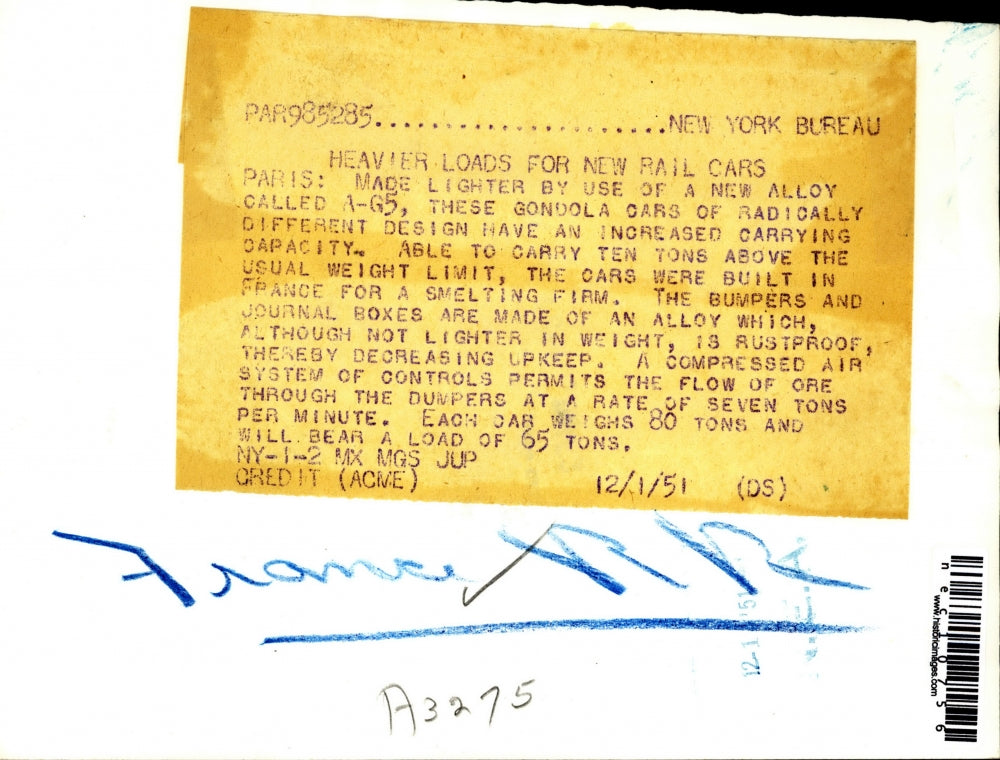 PAR985285......................NEW YORK BUREAU
HEAVIER LOADS FOR NEW RAIL CARS
PARIS: MADE LIGHTER BY USE OF A NEW ALLOY
CALLED A-G5, THESE GONDOLA CARS OF RADICALLY
DIFFERENT DESIGN HAVE AN INCREASED CARRYING
CAPACITY. ABLE TO CARRY TEN TONS ABOVE THE
USUAL WEIGHT LIMIT, THE CARS WERE BUILT IN
FRANCE FOR A SMELTING FIRM. THE BUMPERS AND
JOURNAL BOXES ARE MADE OF AN ALLOY WHICH,
ALTHOUGH NOT LIGHTER IN WEIGHT, IS RUSTPROOF,
THEREBY DECREASING UPKEEP. A COMPRESSED AIR
SYSTEM OF CONTROLS PERMITS THE FLOW OF ORE
THROUGH THE DUMPERS AT A RATE OF SEVEN TONS
PER MINUTE. EACH CAR WEIGHS 80 TONS AND
WILL BEAR A LOAD OF 65 TONS.
NY-1-2 MX MGS JUP
CREDIT (ACME) 12/1/51 (DS)
France RR
A3275
nec10756
www.historicimages.com